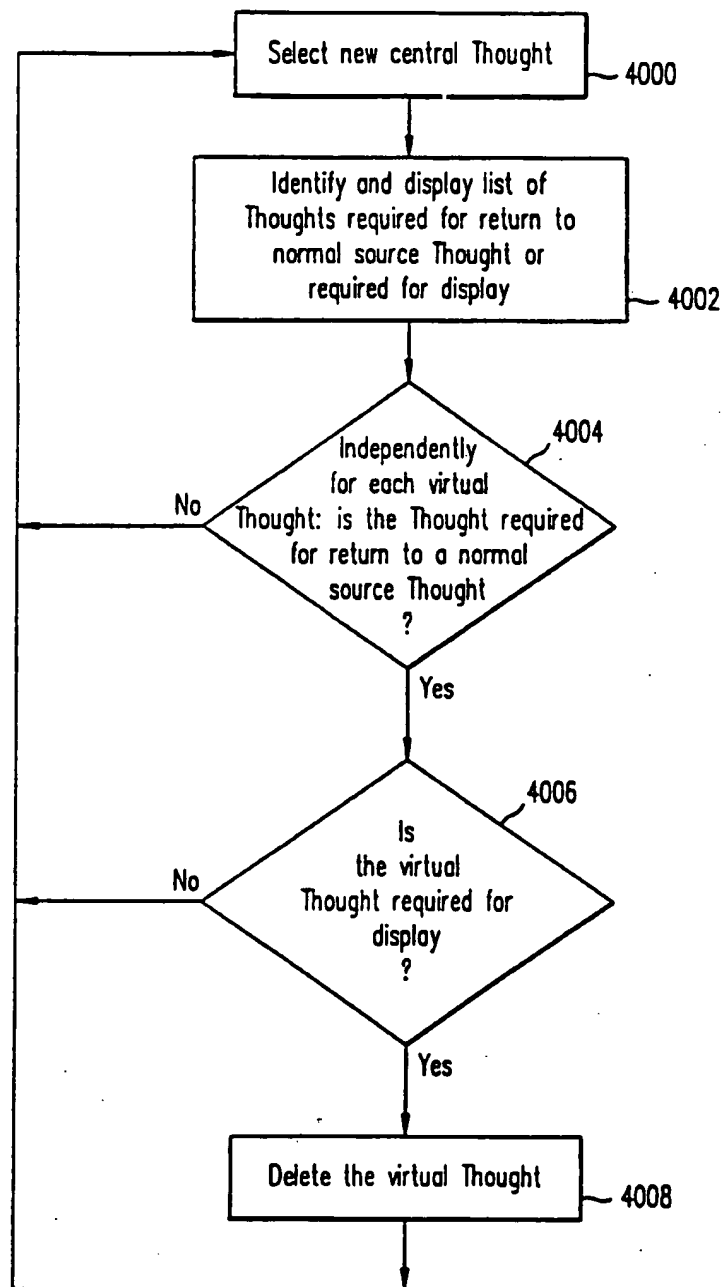 Select new central Thought
4000
Identify and display list of
Thoughts required for return to
normal source Thought or
required for display
4002
4004
Independently
for each virtual
Thought: is the Thought required
for return to a normal
source Thought
?
No
Yes
4006
Is
the virtual
Thought required for
display
?
No
Yes
Delete the virtual Thought
4008